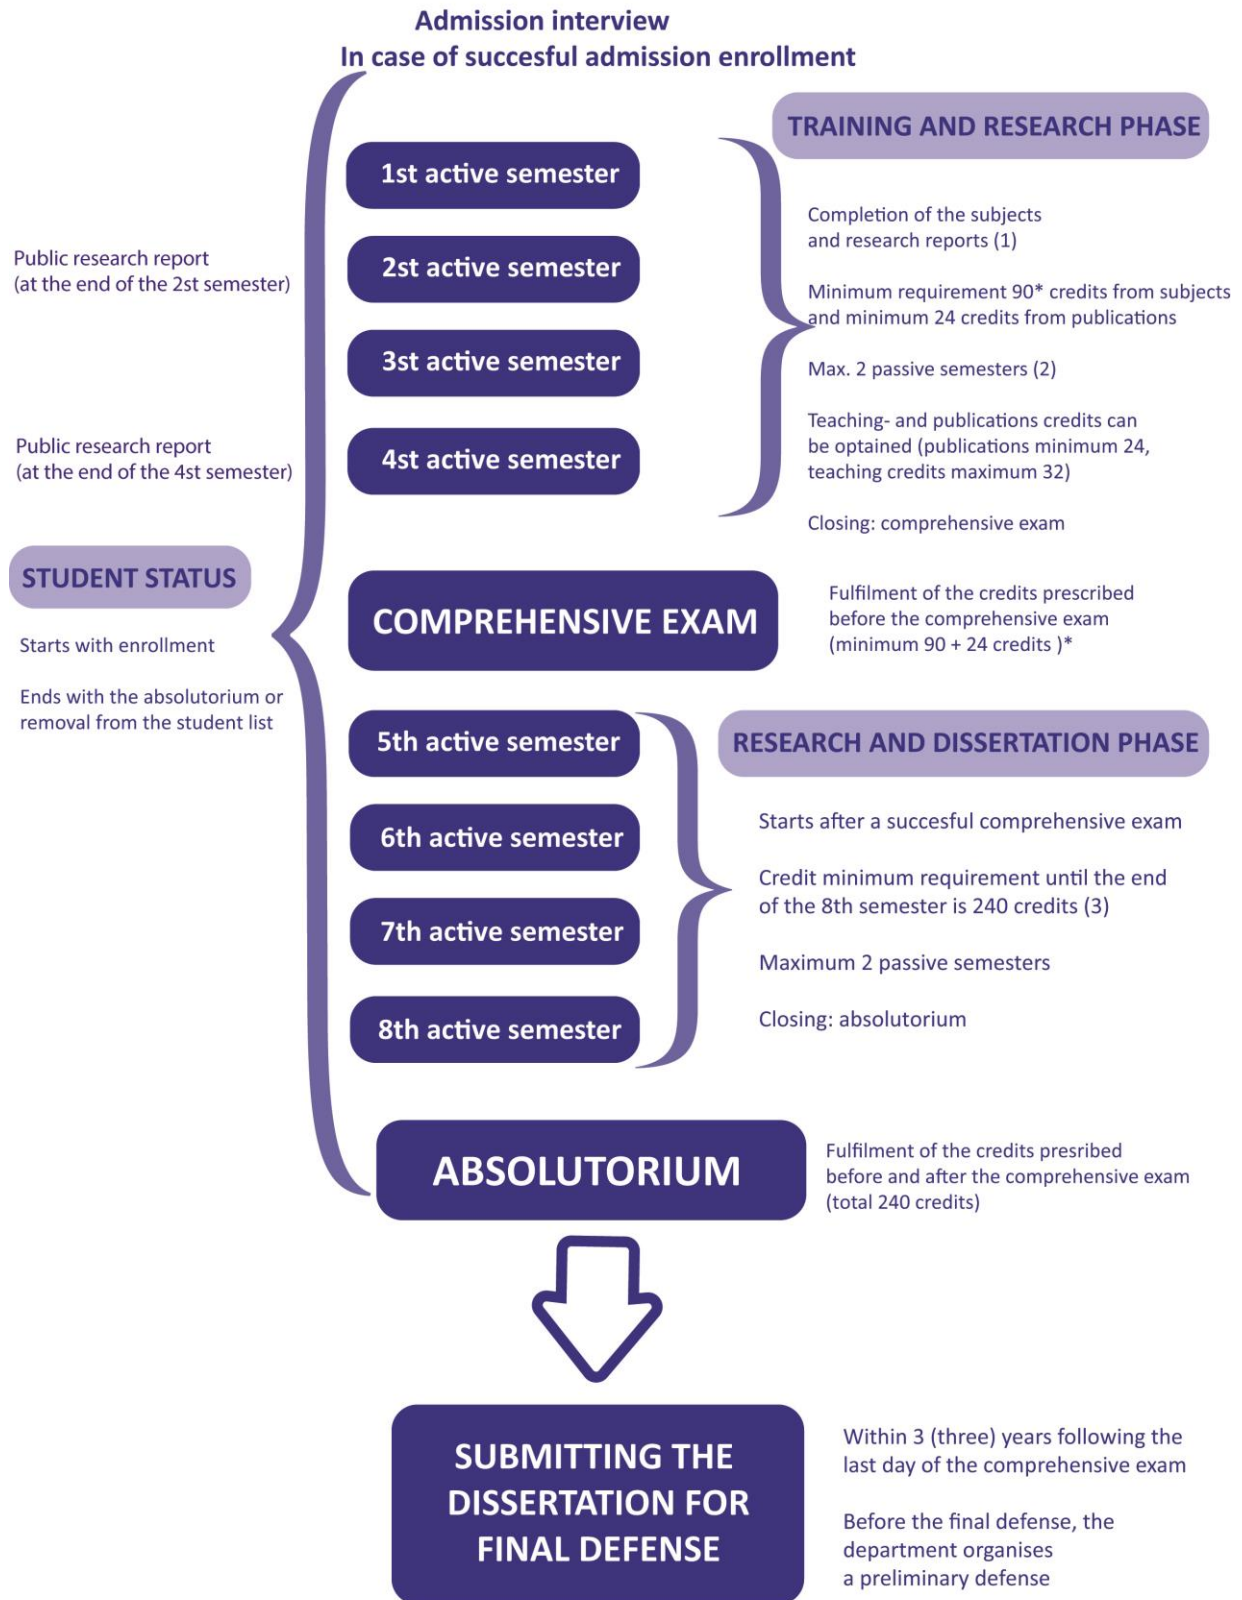 Admission interview
In case of succesful admission enrollment
TRAINING AND RESEARCH PHASE
1st active semester
Completion of the subjects
and research reports (1)
Public research report
(at the end of the 2st semester)
2st active semester
Minimum requirement 90* credits from subjects
and minimum 24 credits from publications
3st active semester
Max. 2 passive semesters (2)
Public research report
(at the end of the 4st semester)
4st active semester
Teaching- and publications credits can
be optained (publications minimum 24,
teaching credits maximum 32)
Closing: comprehensive exam
STUDENT STATUS
Starts with enrollment
Ends with the absolutorium or
removal from the student list
COMPREHENSIVE EXAM
Fulfilment of the credits prescribed
before the comprehensive exam
(minimum 90 + 24 credits )*
5th active semester
RESEARCH AND DISSERTATION PHASE
6th active semester
Starts after a succesful comprehensive exam
Credit minimum requirement until the end
of the 8th semester is 240 credits (3)
7th active semester
Maximum 2 passive semesters
8th active semester
Closing: absolutorium
ABSOLUTORIUM
Fulfilment of the credits presribed
before and after the comprehensive exam
(total 240 credits)
SUBMITTING THE
DISSERTATION FOR
FINAL DEFENSE
Within 3 (three) years following the
last day of the comprehensive exam
Before the final defense, the
department organises
a preliminary defense